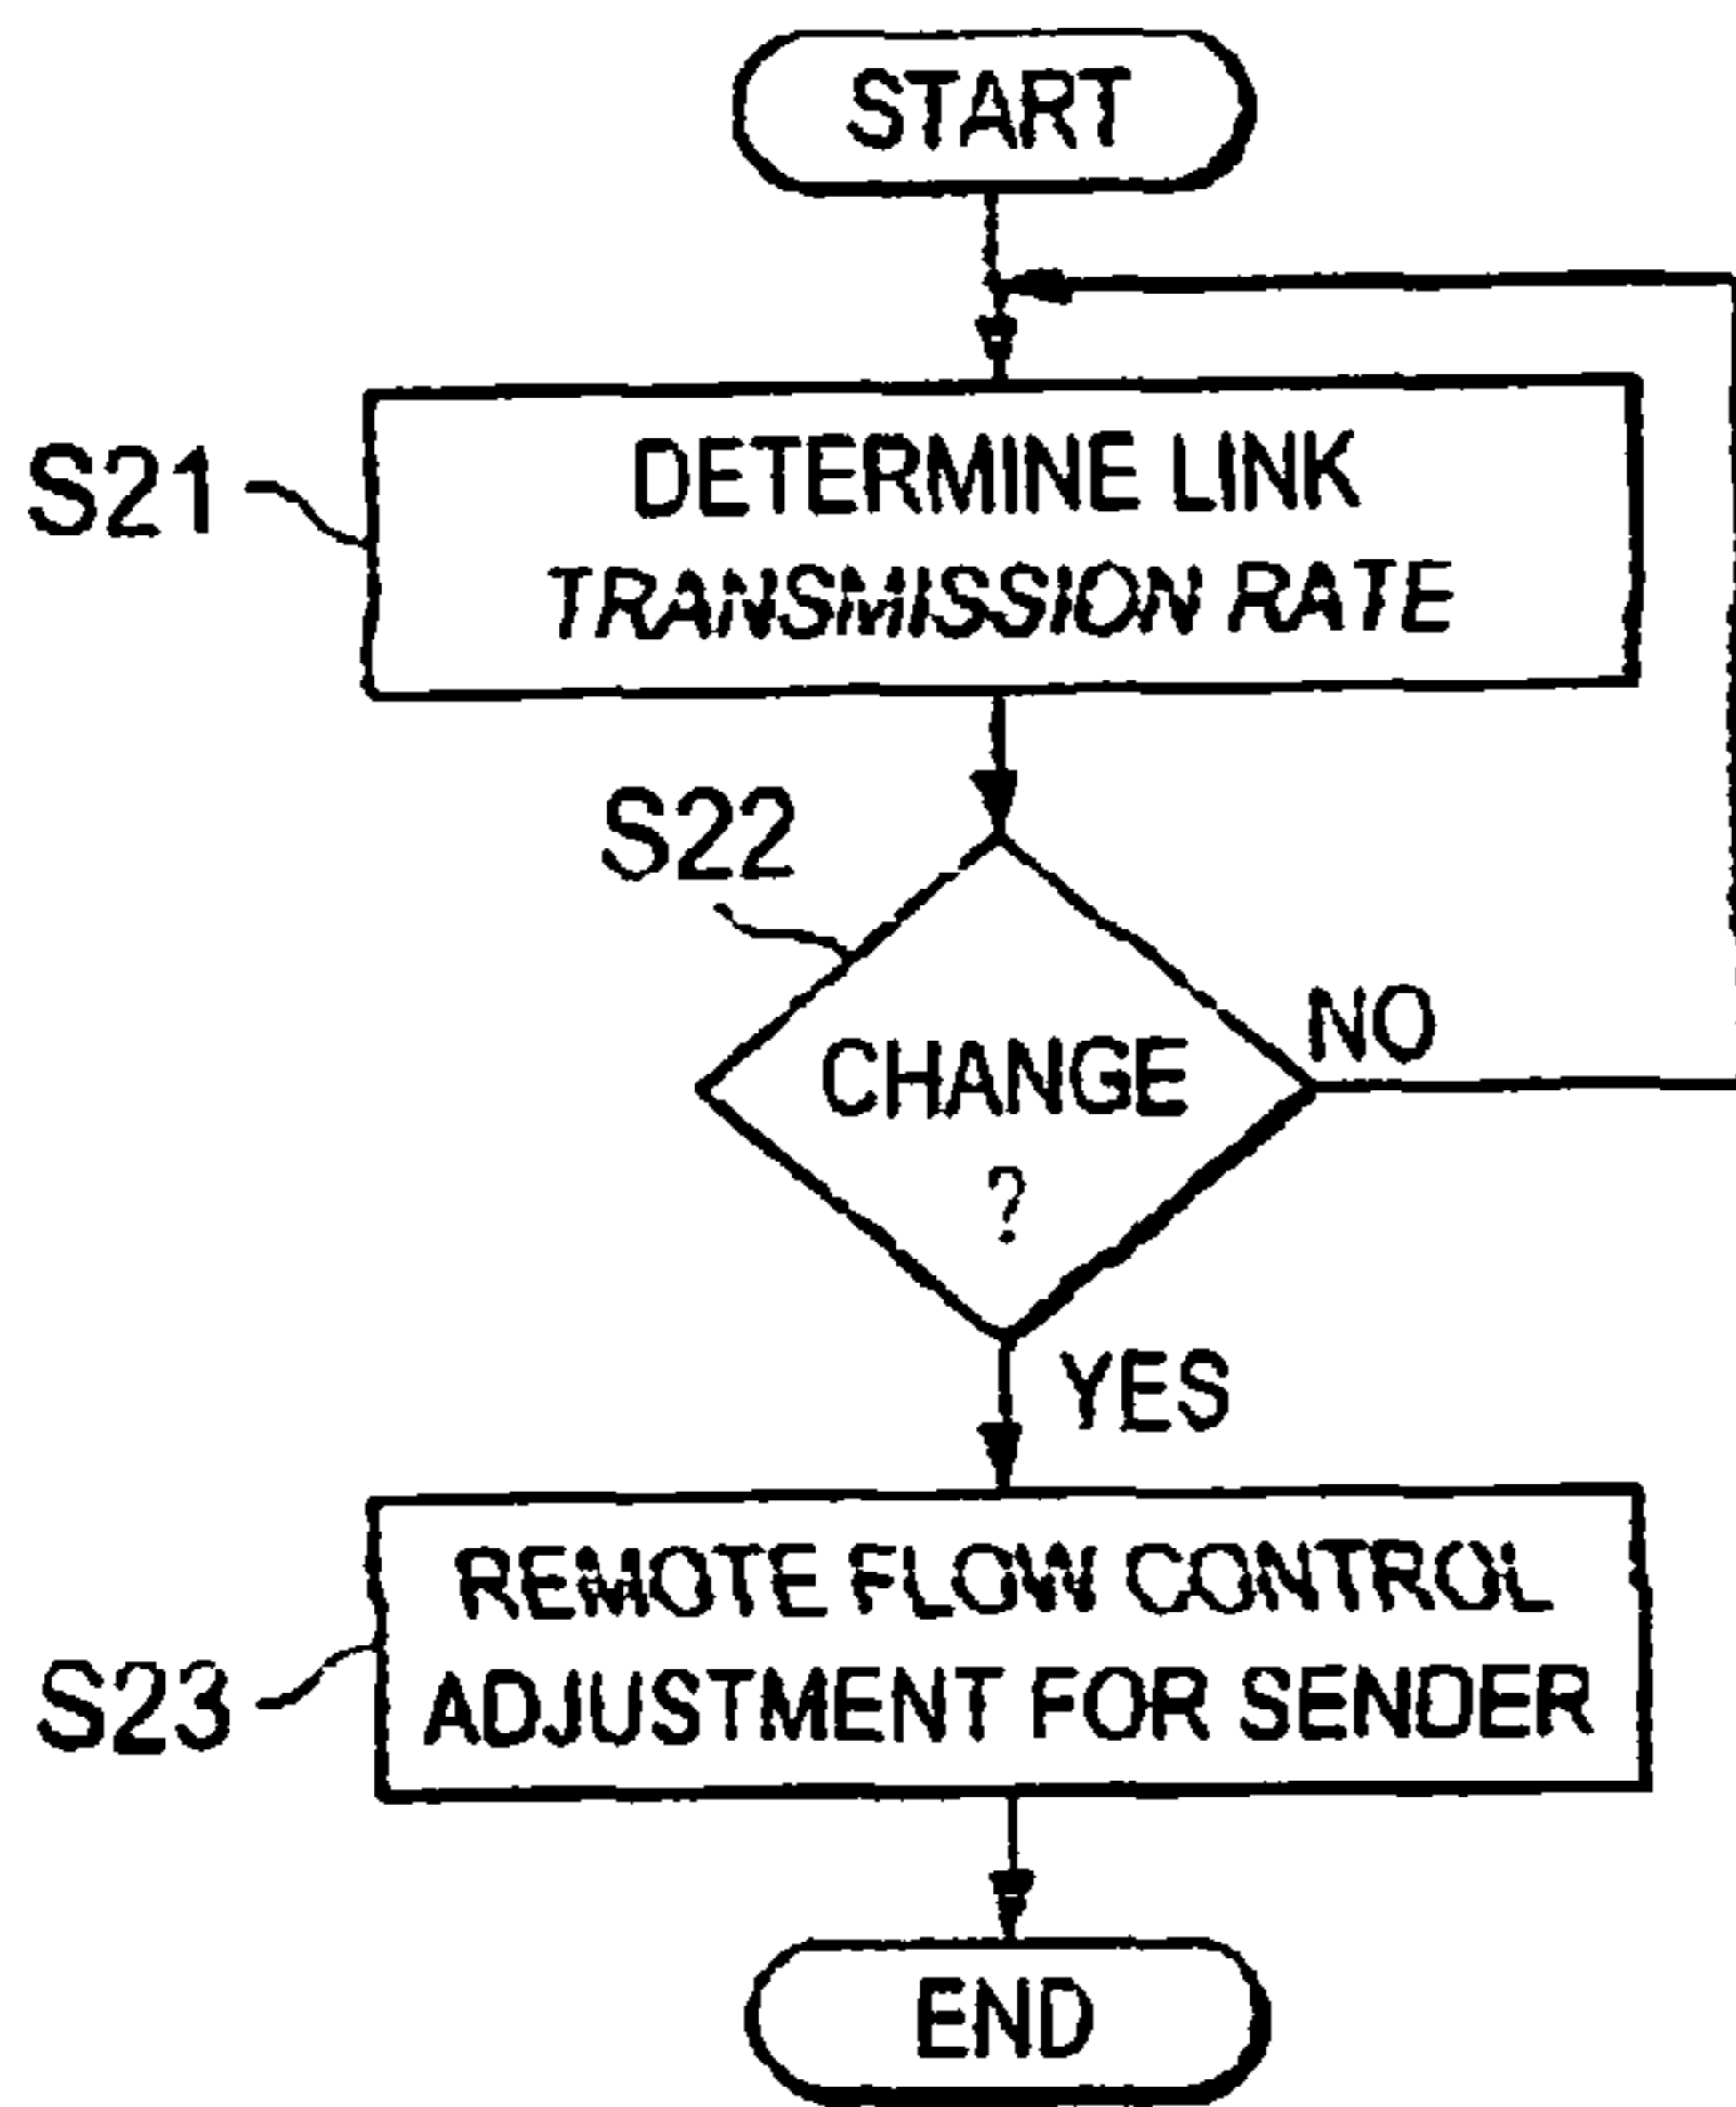 START
S21
DETERMINE LINK
TRANSMISSION RATE
S22
CHANGE
?
NO
YES
S23
REMOTE FLOW CONTROL
ADJUSTMENT FOR SENDER
END